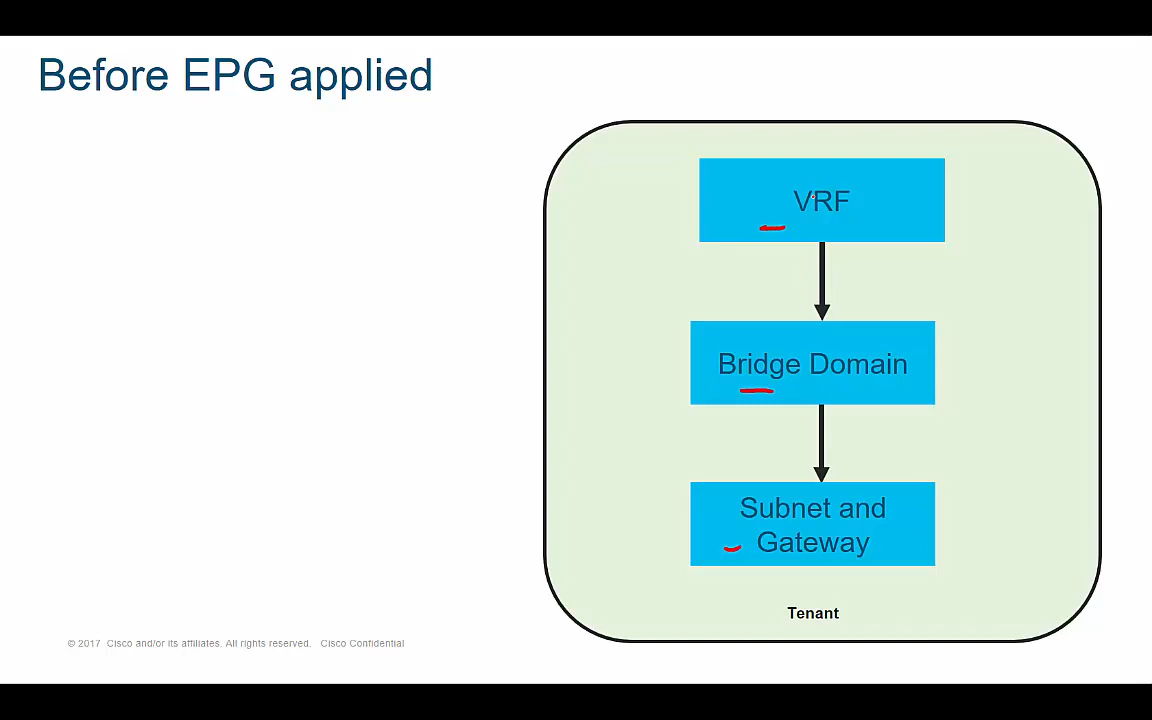 Before EPG applied
VRF
Bridge Domain
Subnet and
Gateway
Tenant
© 2017 Cisco and/or its affiliates. All rights reserved. Cisco Confidential